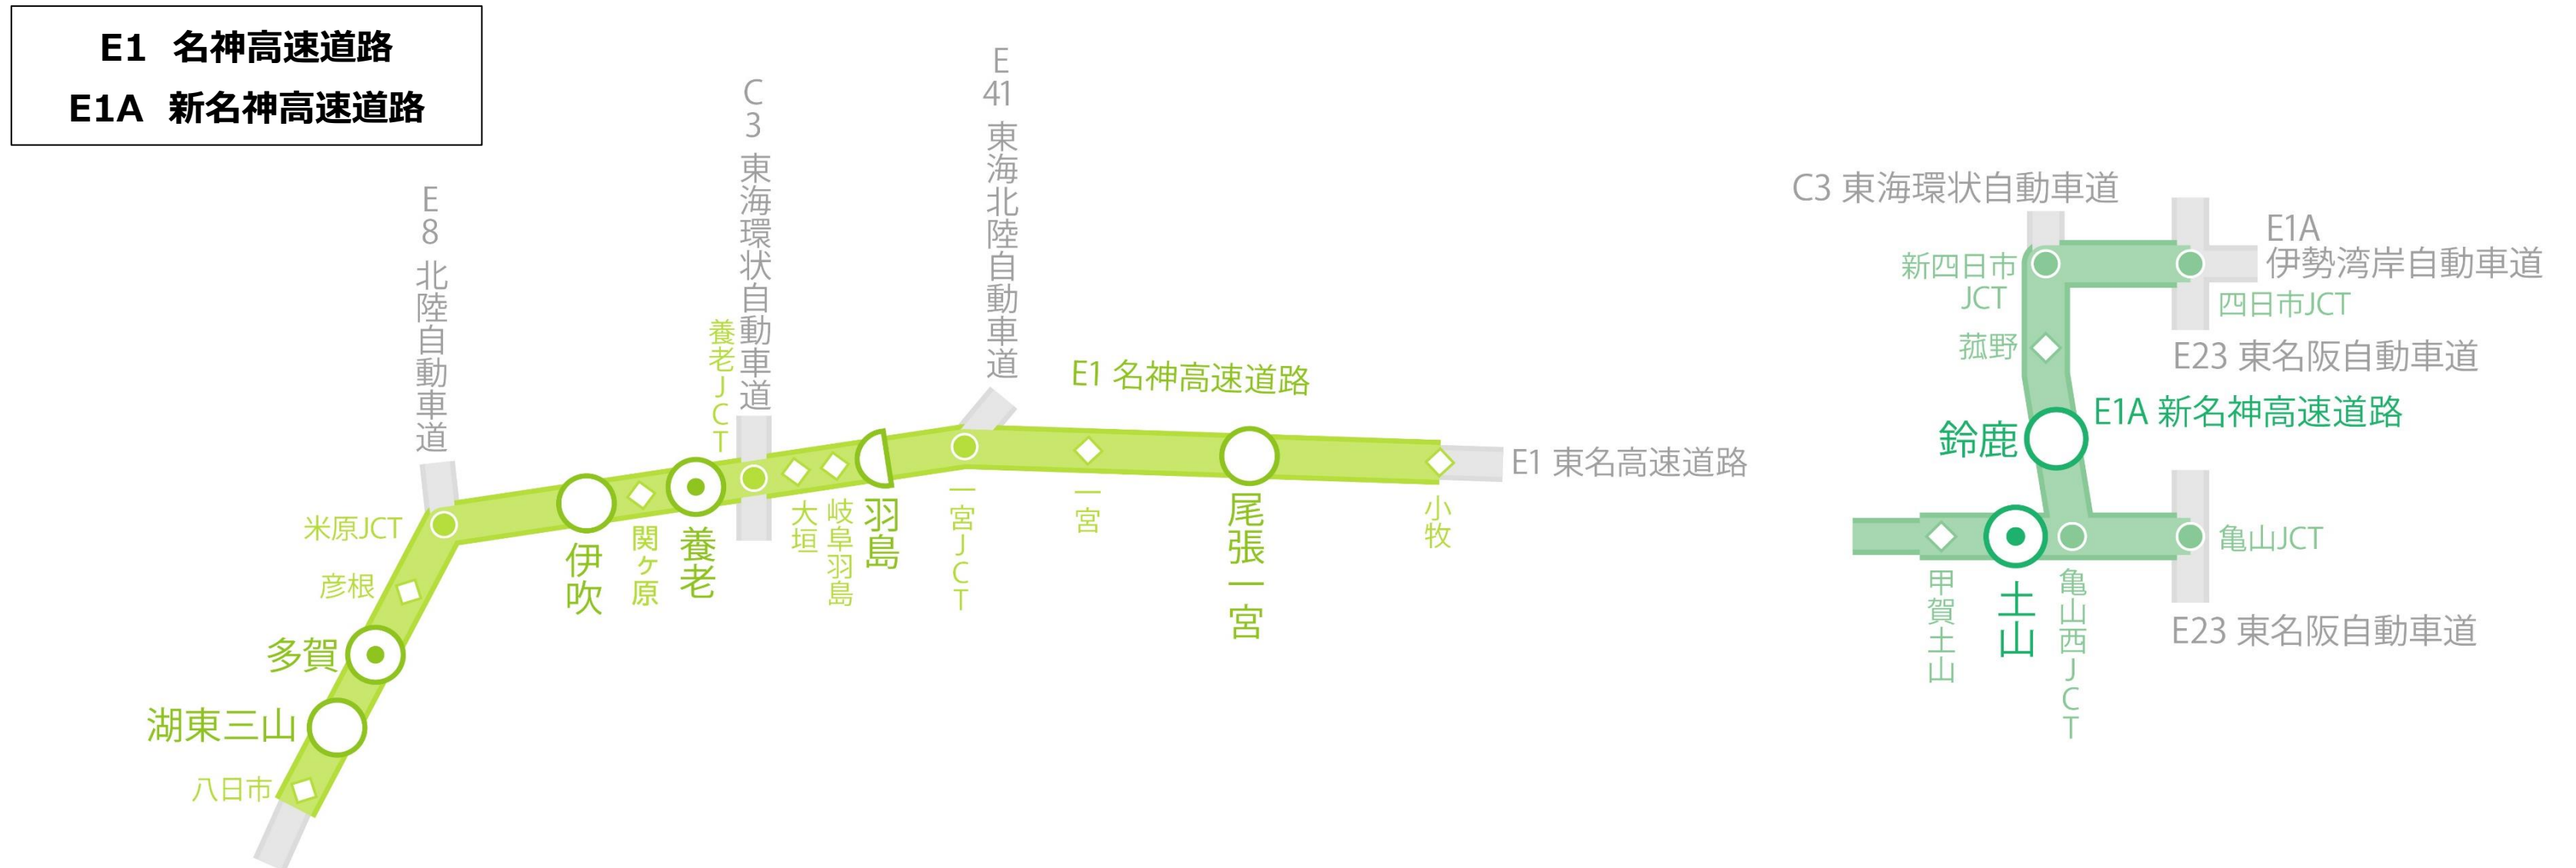 E1 名神高速道路
E1A 新名神高速道路
E8 北陸自動車道
C3 東海環状自動車道
E41 東海北陸自動車道
養老JCT
E1 名神高速道路
E1 東名高速道路
米原JCT
彦根
多賀
湖東三山
八日市
伊吹
関ヶ原
養老
大垣
岐阜羽島
羽島
一宮JCT
一宮
尾張一宮
小牧
C3 東海環状自動車道
E1A
伊勢湾岸自動車道
新四日市
JCT
四日市JCT
菰野
E23 東名阪自動車道
E1A 新名神高速道路
鈴鹿
亀山JCT
甲賀土山
土山
亀山西JCT
E23 東名阪自動車道